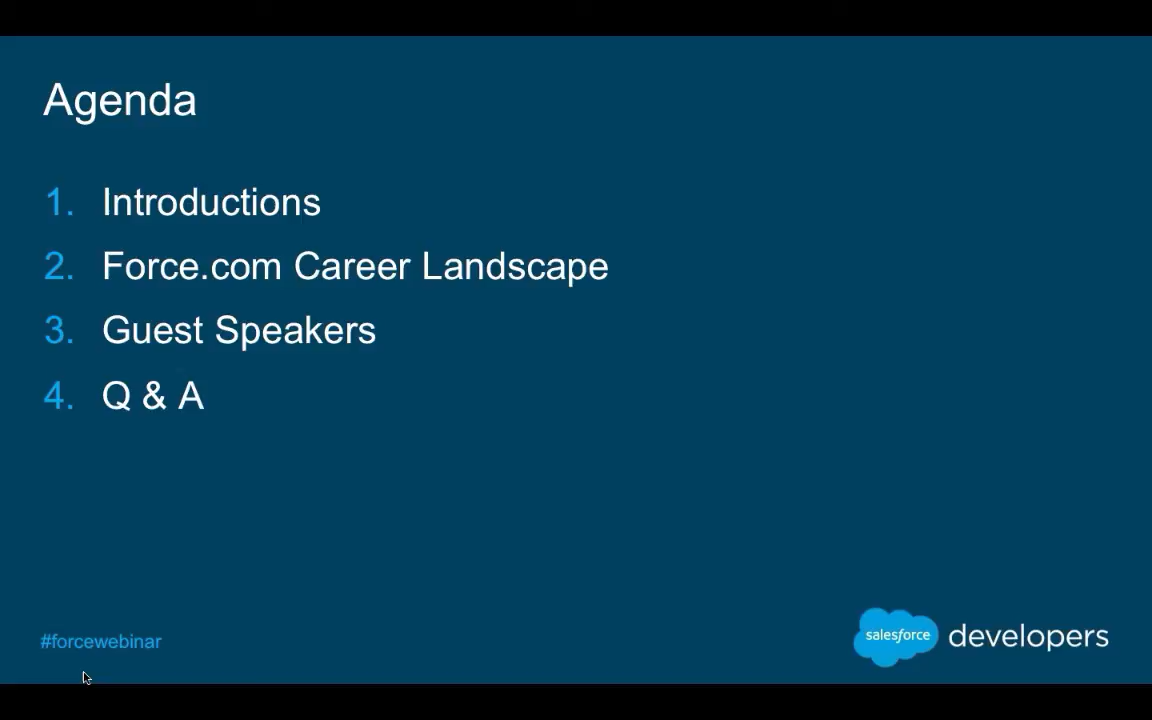 Agenda
1. Introductions
2. Force.com Career Landscape
3. Guest Speakers
4. Q & A
#forcewebinar
salesforce developers